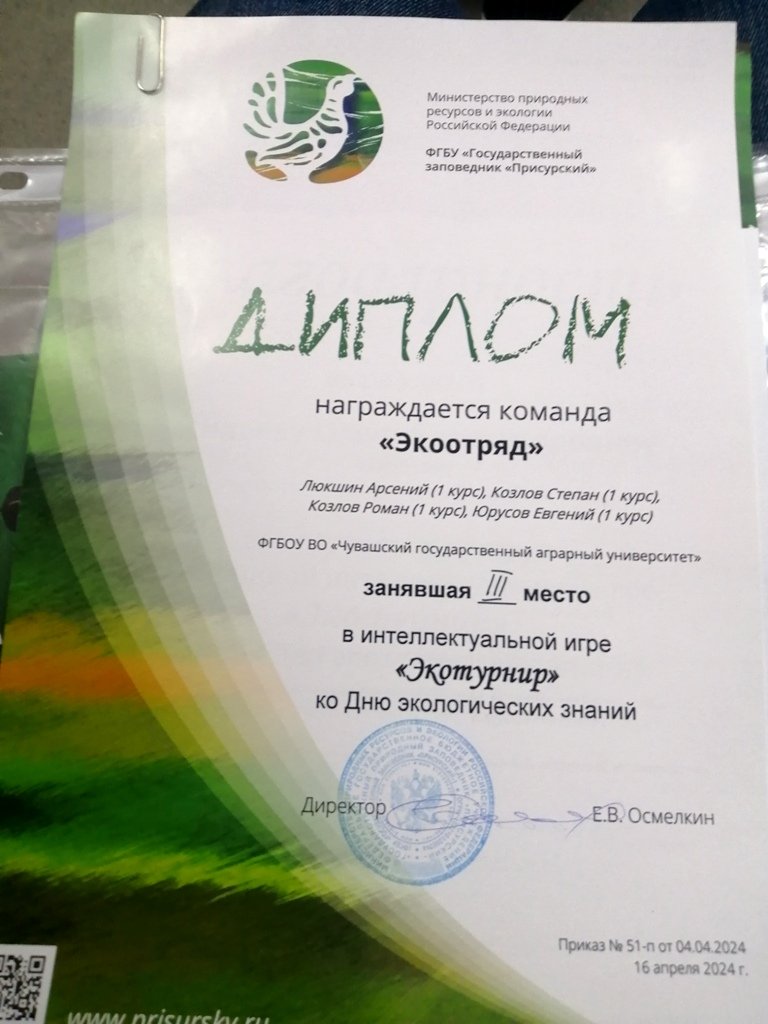 Министерство природных
ресурсов и экологии
Российской Федерации
ФГБУ «Государственный
заповедник «Присурский»
ДИПЛОМ
награждается команда
«Экоотряд»
Люкшин Арсений (1 курс), Козлов Степан (1 курс),
Козлов Роман (1 курс), Юрусов Евгений (1 курс)
ФГБОУ ВО «Чувашский государственный аграрный университет»
занявшая III место
в интеллектуальной игре
«Экотурнир»
ко Дню экологических знаний
Директор Е.В. Осмелкин
Приказ № 51-п от 04.04.2024
16 апреля 2024 г.
www.prisursky.ru